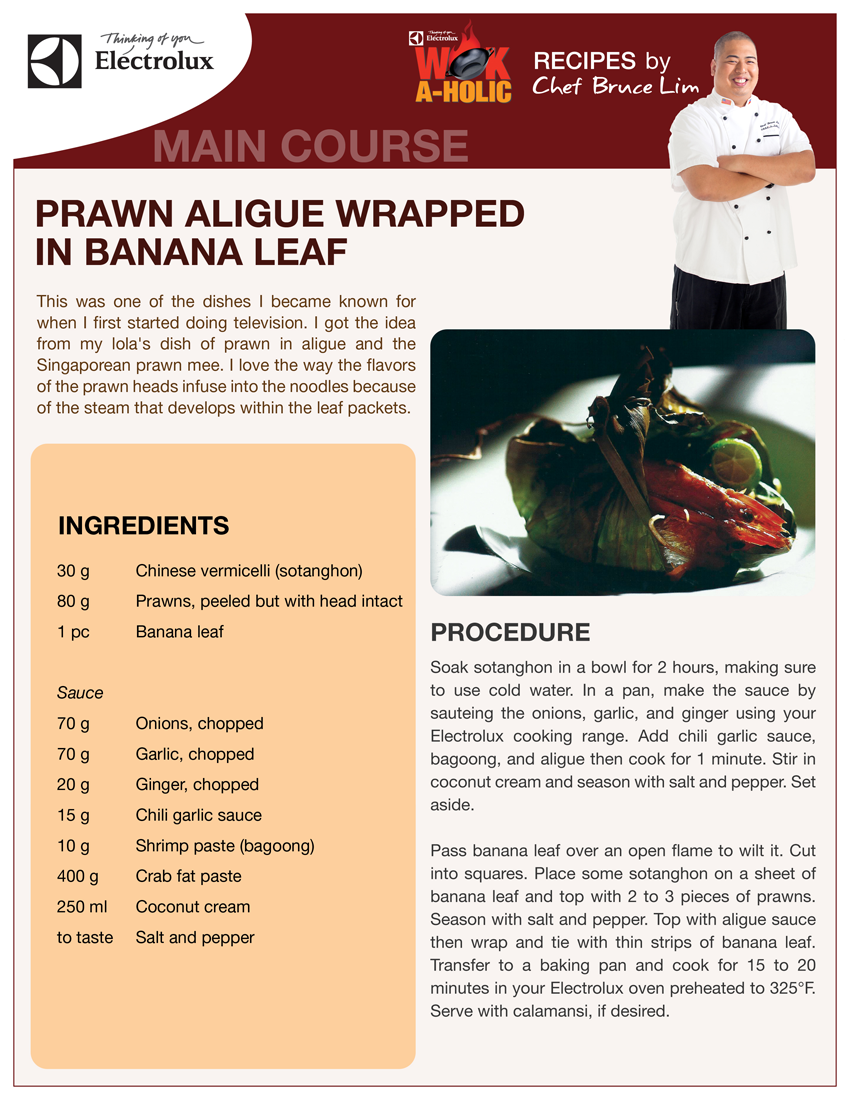 Thinking of you
Electrolux
Thinking of you
Electrolux
WOK
A-HOLIC
RECIPES by
Chef Bruce Lim
MAIN COURSE
PRAWN ALIGUE WRAPPED
IN BANANA LEAF
This was one of the dishes I became known for
when I first started doing television. I got the idea
from my lola's dish of prawn in aligue and the
Singaporean prawn mee. I love the way the flavors
of the prawn heads infuse into the noodles because
of the steam that develops within the leaf packets.
INGREDIENTS
30 g Chinese vermicelli (sotanghon)
80 g Prawns, peeled but with head intact
1 pc Banana leaf
Sauce
70 g Onions, chopped
70 g Garlic, chopped
20 g Ginger, chopped
15 g Chili garlic sauce
10 g Shrimp paste (bagoong)
400 g Crab fat paste
250 ml Coconut cream
to taste Salt and pepper
PROCEDURE
Soak sotanghon in a bowl for 2 hours, making sure
to use cold water. In a pan, make the sauce by
sauteing the onions, garlic, and ginger using your
Electrolux cooking range. Add chili garlic sauce,
bagoong, and aligue then cook for 1 minute. Stir in
coconut cream and season with salt and pepper. Set
aside.
Pass banana leaf over an open flame to wilt it. Cut
into squares. Place some sotanghon on a sheet of
banana leaf and top with 2 to 3 pieces of prawns.
Season with salt and pepper. Top with aligue sauce
then wrap and tie with thin strips of banana leaf.
Transfer to a baking pan and cook for 15 to 20
minutes in your Electrolux oven preheated to 325°F.
Serve with calamansi, if desired.